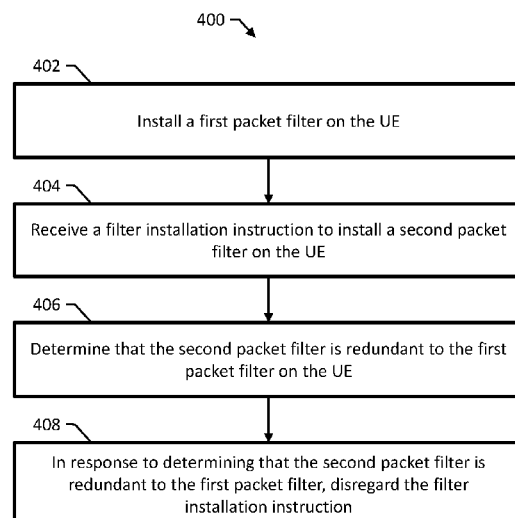 400
402
Install a first packet filter on the UE
404
Receive a filter installation instruction to install a second packet
filter on the UE
406
Determine that the second packet filter is redundant to the first
packet filter on the UE
408
In response to determining that the second packet filter is
redundant to the first packet filter, disregard the filter
installation instruction